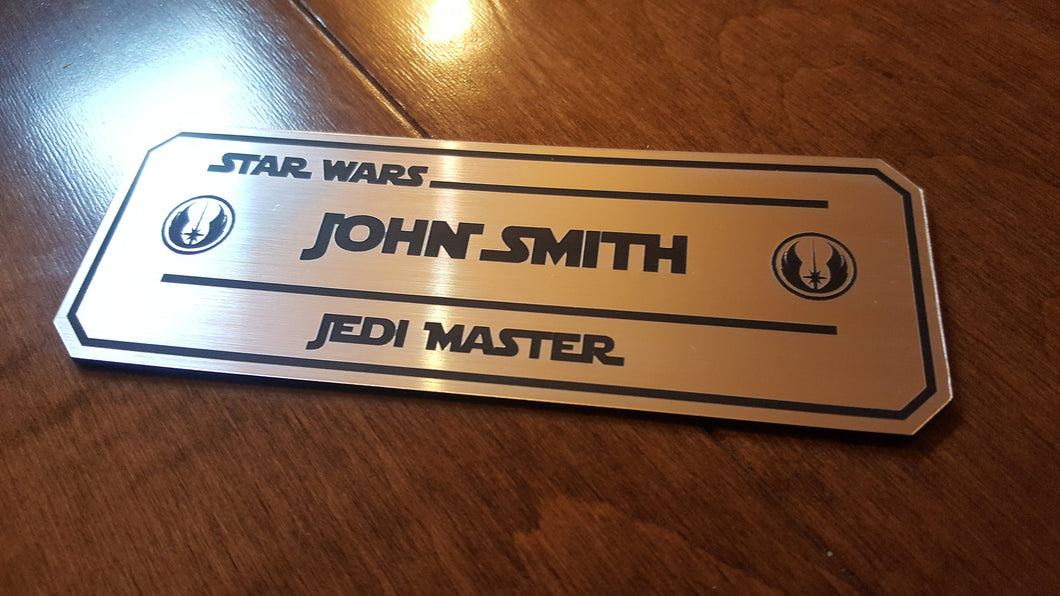 STAR WARS
JOHN SMITH
JEDI MASTER